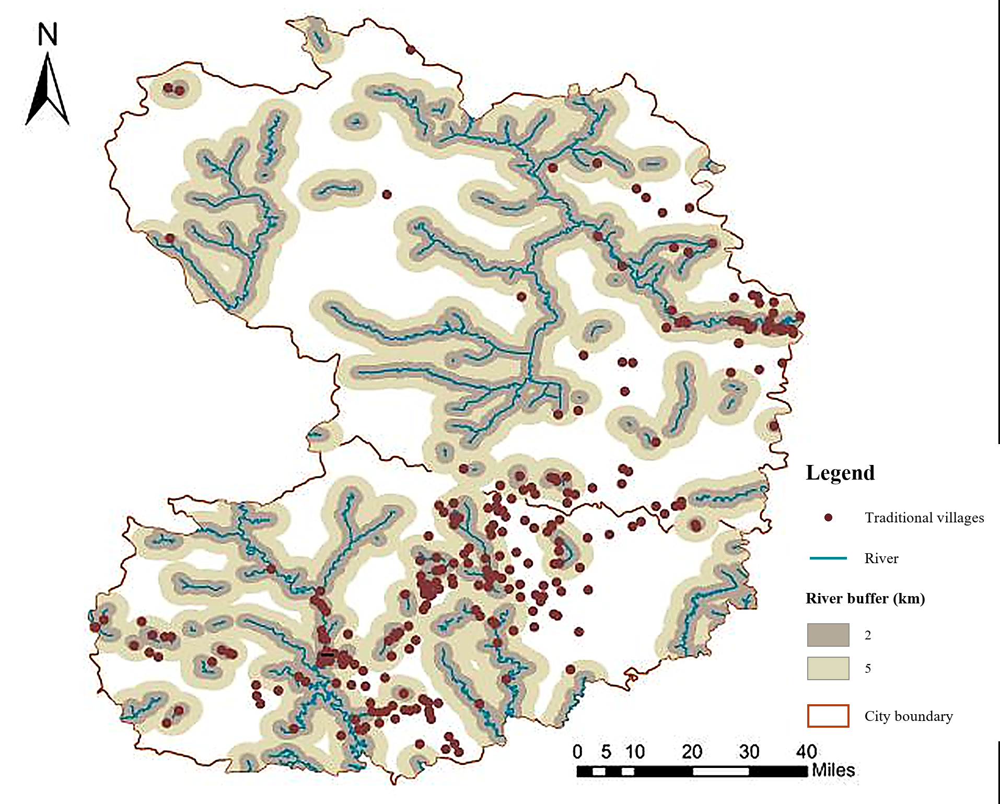 N
Legend
Traditional villages
River
River buffer (km)
2
5
City boundary
0 5 10 20 30 40
Miles